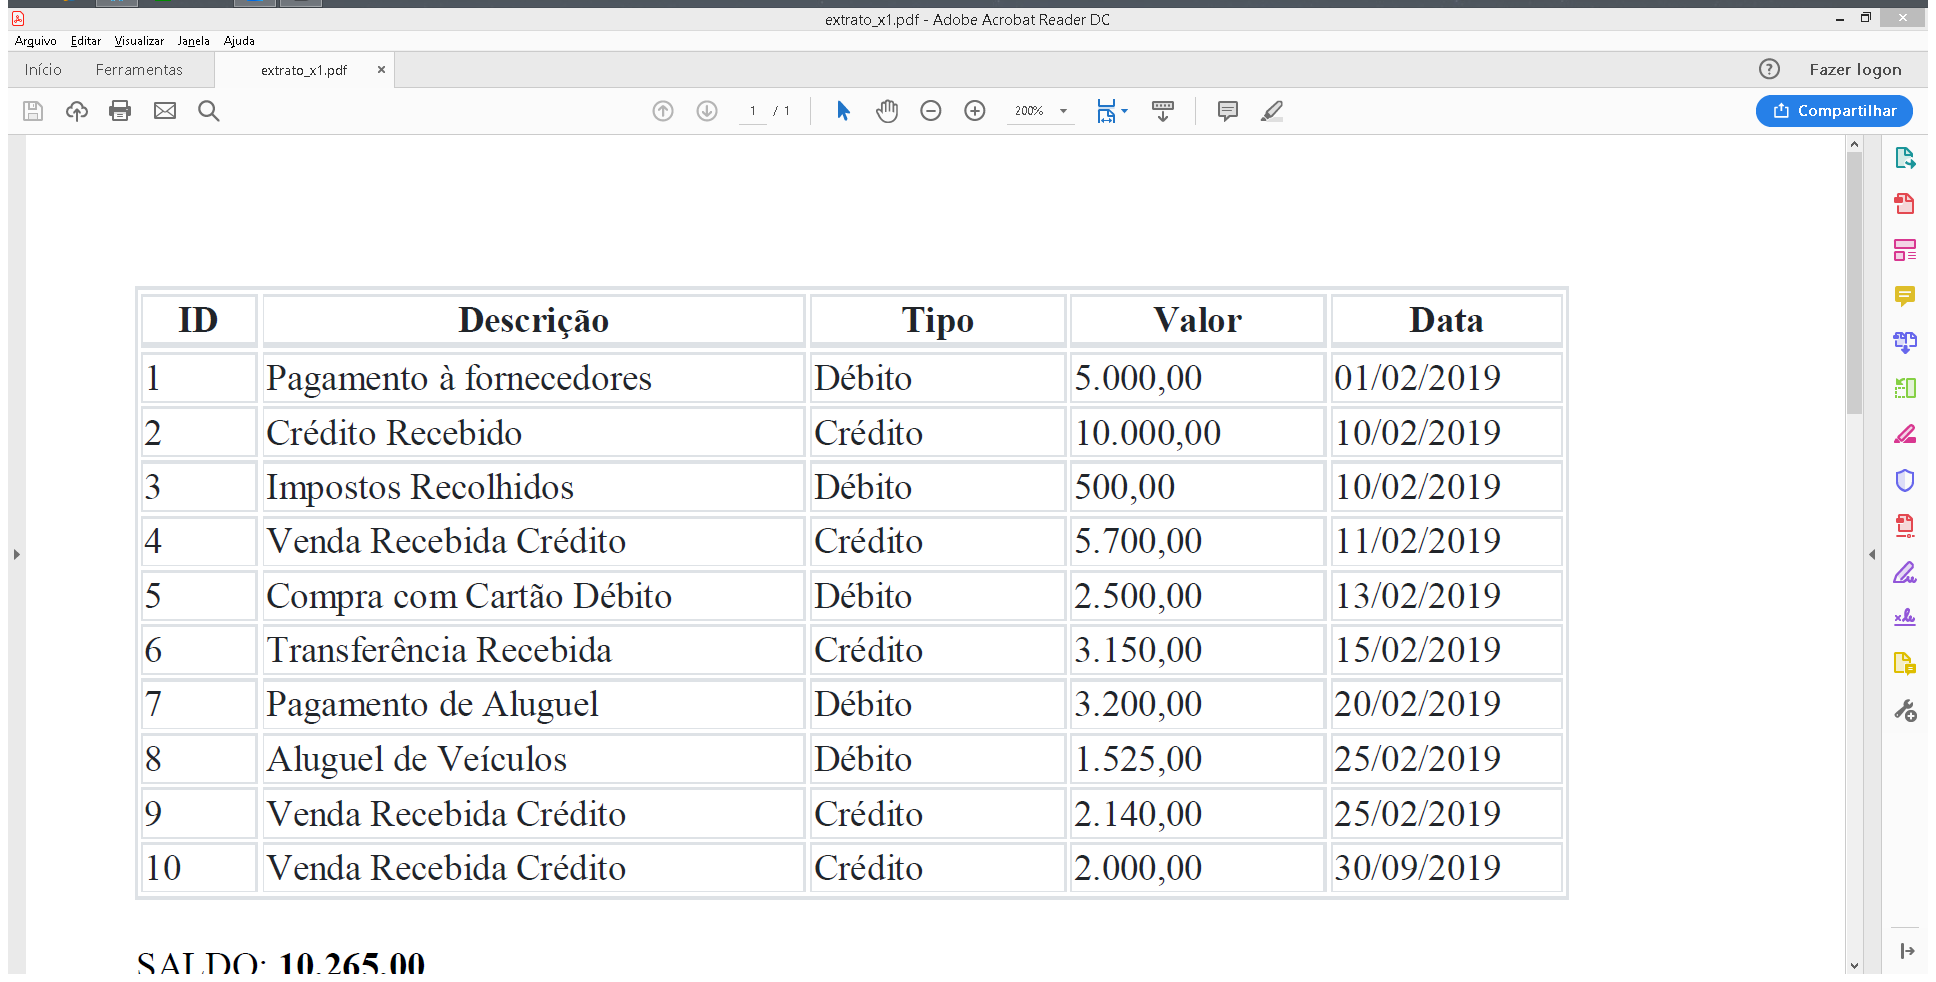 extrato_x1.pdf - Adobe Acrobat Reader DC
Arquivo Editar Visualizar Janela Ajuda
Início Ferramentas extrato_x1.pdf × ? Fazer logon
1 / 1 200% Compartilhar
ID Descrição Tipo Valor Data
1 Pagamento à fornecedores Débito 5.000,00 01/02/2019
2 Crédito Recebido Crédito 10.000,00 10/02/2019
3 Impostos Recolhidos Débito 500,00 10/02/2019
4 Venda Recebida Crédito Crédito 5.700,00 11/02/2019
5 Compra com Cartão Débito Débito 2.500,00 13/02/2019
6 Transferência Recebida Crédito 3.150,00 15/02/2019
7 Pagamento de Aluguel Débito 3.200,00 20/02/2019
8 Aluguel de Veículos Débito 1.525,00 25/02/2019
9 Venda Recebida Crédito Crédito 2.140,00 25/02/2019
10 Venda Recebida Crédito Crédito 2.000,00 30/09/2019
SALDO: 10.265,00